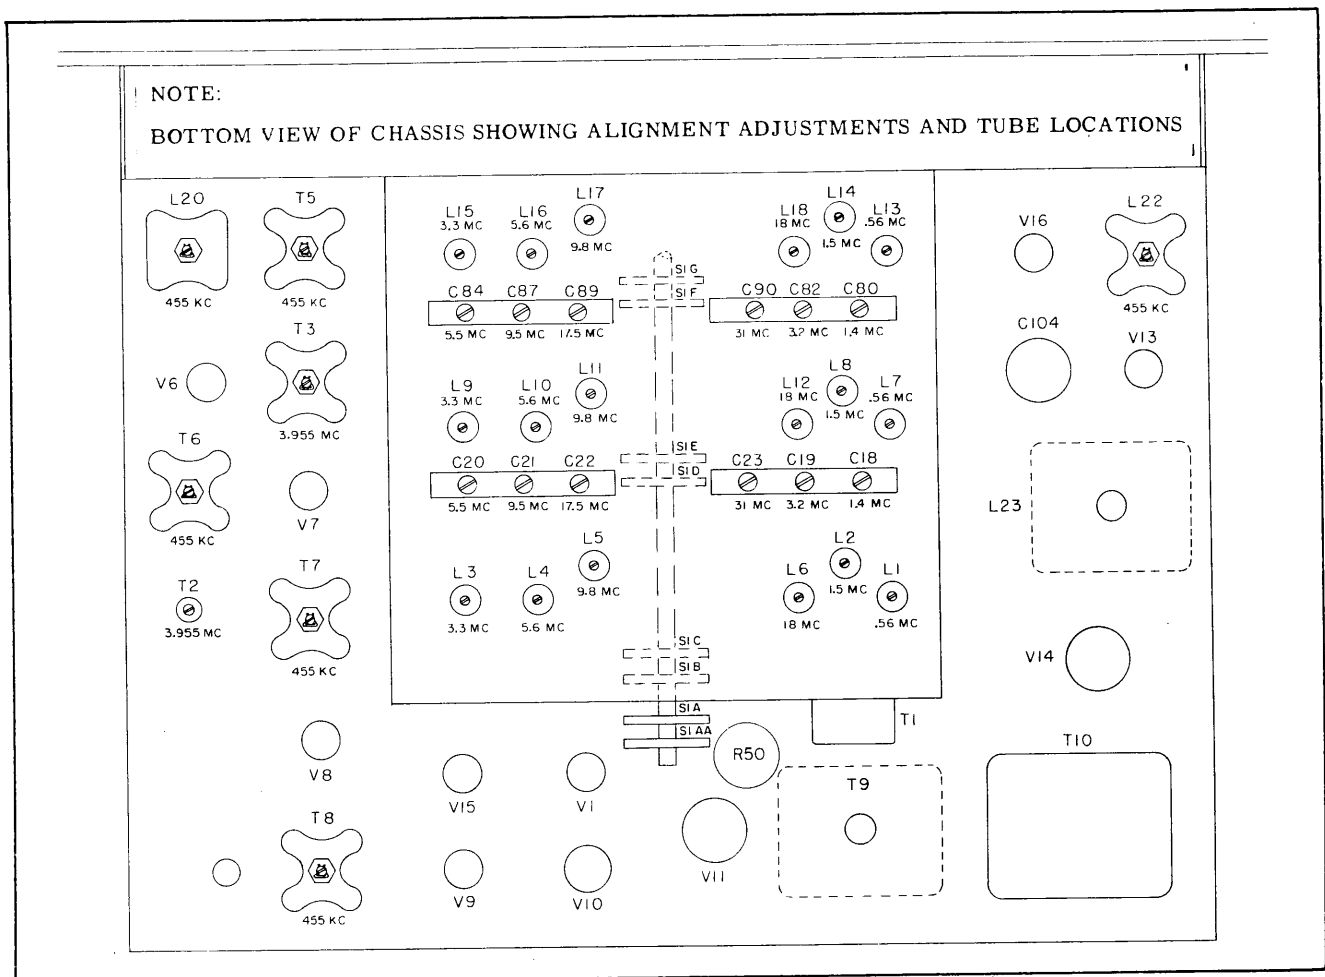 NOTE:
BOTTOM VIEW OF CHASSIS SHOWING ALIGNMENT ADJUSTMENTS AND TUBE LOCATIONS
L20
455 KC
T5
455 KC
T3
3.955 MC
V6
T6
455 KC
V7
T2
3.955 MC
T7
455 KC
V8
T8
455 KC
L15
3.3 MC
L16
5.6 MC
L17
9.8 MC
L18
18 MC
L14
1.5 MC
L13
.56 MC
S1G
S1F
C84 C87 C89
5.5 MC 9.5 MC 17.5 MC
C90 C82 C80
31 MC 3.2 MC 1.4 MC
L9
3.3 MC
L10
5.6 MC
L11
9.8 MC
L12
18 MC
L8
1.5 MC
L7
.56 MC
S1E
S1D
C20 C21 C22
5.5 MC 9.5 MC 17.5 MC
C23 C19 C18
31 MC 3.2 MC 1.4 MC
L3
3.3 MC
L4
5.6 MC
L5
9.8 MC
L6
18 MC
L2
1.5 MC
L1
.56 MC
S1C
S1B
S1A
S1AA
R50
T1
V15
V1
V9
V10
V11
T9
V16
L22
455 KC
C104
V13
L23
V14
T10